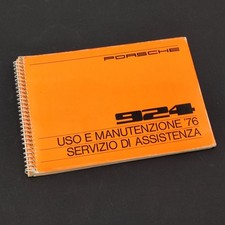 PORSCHE
924
USO E MANUTENZIONE '76
SERVIZIO DI ASSISTENZA